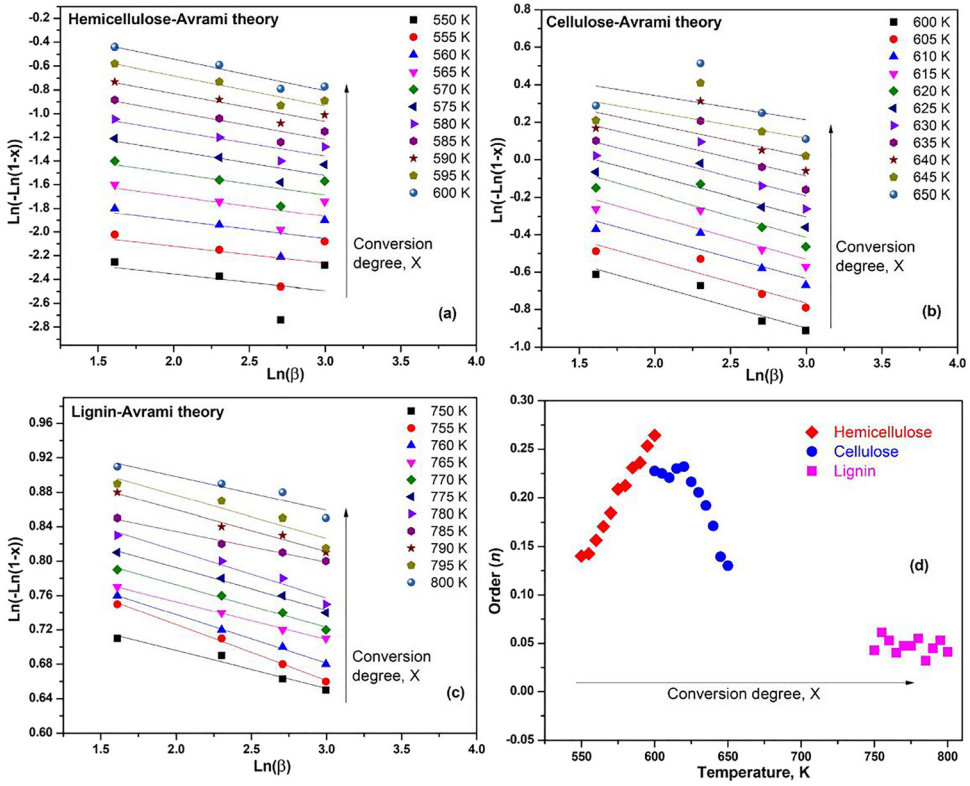 Hemicellulose-Avrami theory
-0.2
-0.4
-0.6
-0.8
-1.0
-1.2
-1.4
-1.6
-1.8
-2.0
-2.2
-2.4
-2.6
-2.8
Ln(-Ln(1-x))
550 K
555 K
560 K
565 K
570 K
575 K
580 K
585 K
590 K
595 K
600 K
Conversion
degree, X
(a)
1.5 2.0 2.5 3.0 3.5 4.0
Ln(β)
Cellulose-Avrami theory
0.8
0.6
0.4
0.2
0.0
-0.2
-0.4
-0.6
-0.8
-1.0
Ln(-Ln(1-x))
600 K
605 K
610 K
615 K
620 K
625 K
630 K
635 K
640 K
645 K
650 K
Conversion
degree, X
(b)
1.5 2.0 2.5 3.0 3.5 4.0
Ln(β)
Lignin-Avrami theory
0.96
0.92
0.88
0.84
0.80
0.76
0.72
0.68
0.64
0.60
Ln(-Ln(1-x))
750 K
755 K
760 K
765 K
770 K
775 K
780 K
785 K
790 K
795 K
800 K
Conversion
degree, X
(c)
1.5 2.0 2.5 3.0 3.5 4.0
Ln(β)
0.30
0.25
0.20
0.15
0.10
0.05
0.00
-0.05
Order (n)
Hemicellulose
Cellulose
Lignin
(d)
Conversion degree, X
550 600 650 700 750 800
Temperature, K